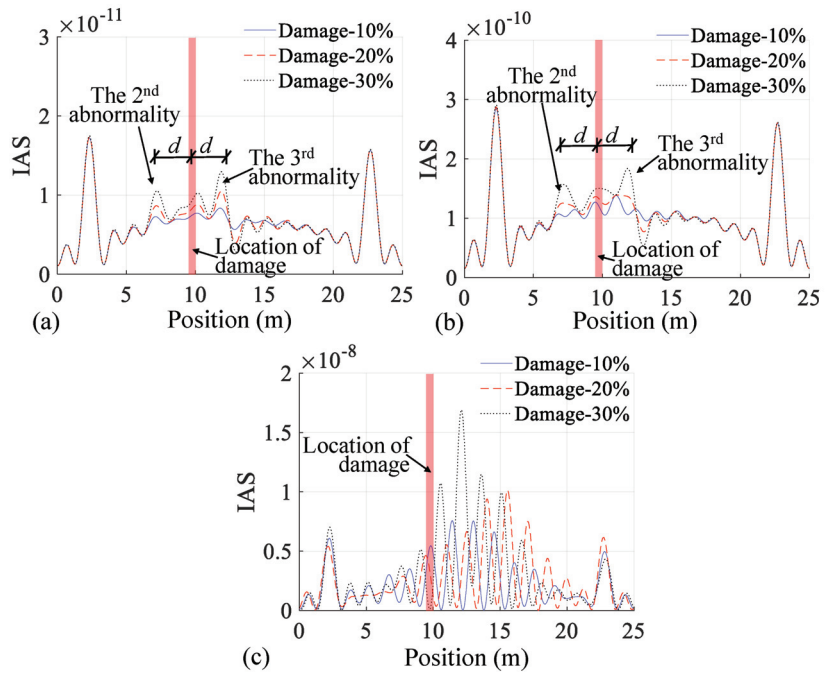 ×10⁻¹¹
3
2
1
0
IAS
Damage-10%
Damage-20%
Damage-30%
The 2nd
abnormality
d
d
The 3rd
abnormality
Location of
damage
0
5
10
15
20
25
Position (m)
(a)
×10⁻¹⁰
4
3
2
1
0
IAS
Damage-10%
Damage-20%
Damage-30%
The 2nd
abnormality
d
d
The 3rd
abnormality
Location of
damage
0
5
10
15
20
25
Position (m)
(b)
×10⁻⁸
2
1.5
1
0.5
0
IAS
Damage-10%
Damage-20%
Damage-30%
Location of
damage
0
5
10
15
20
25
Position (m)
(c)